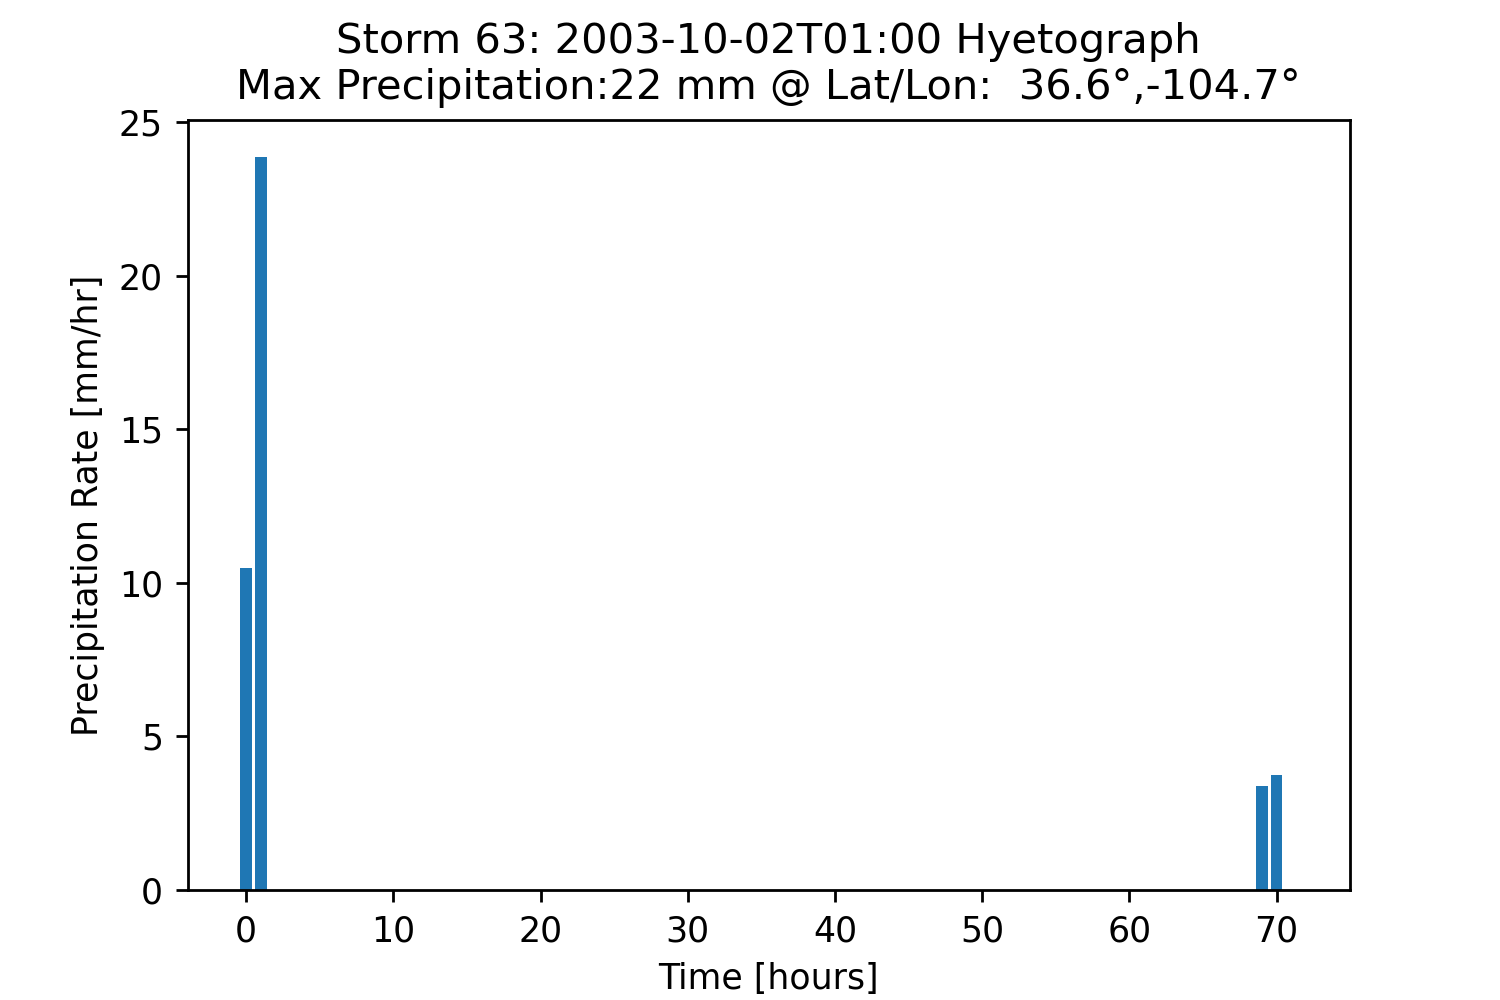 Storm 63: 2003-10-02T01:00 Hyetograph
Max Precipitation:22 mm @ Lat/Lon:  36.6°,-104.7°
25
20
15
10
5
0
Precipitation Rate [mm/hr]
0 10 20 30 40 50 60 70
Time [hours]